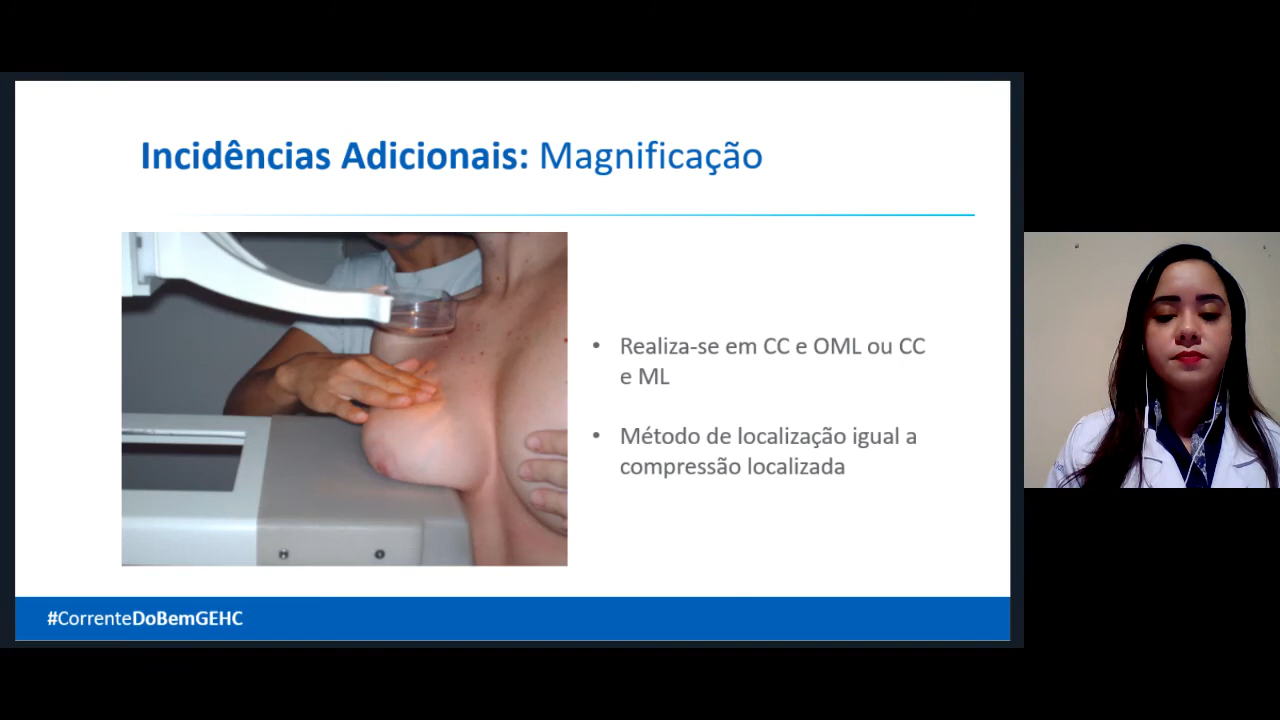 Incidências Adicionais: Magnificação
• Realiza-se em CC e OML ou CC
e ML
• Método de localização igual a
compressão localizada
#CorrenteDoBemGEHC